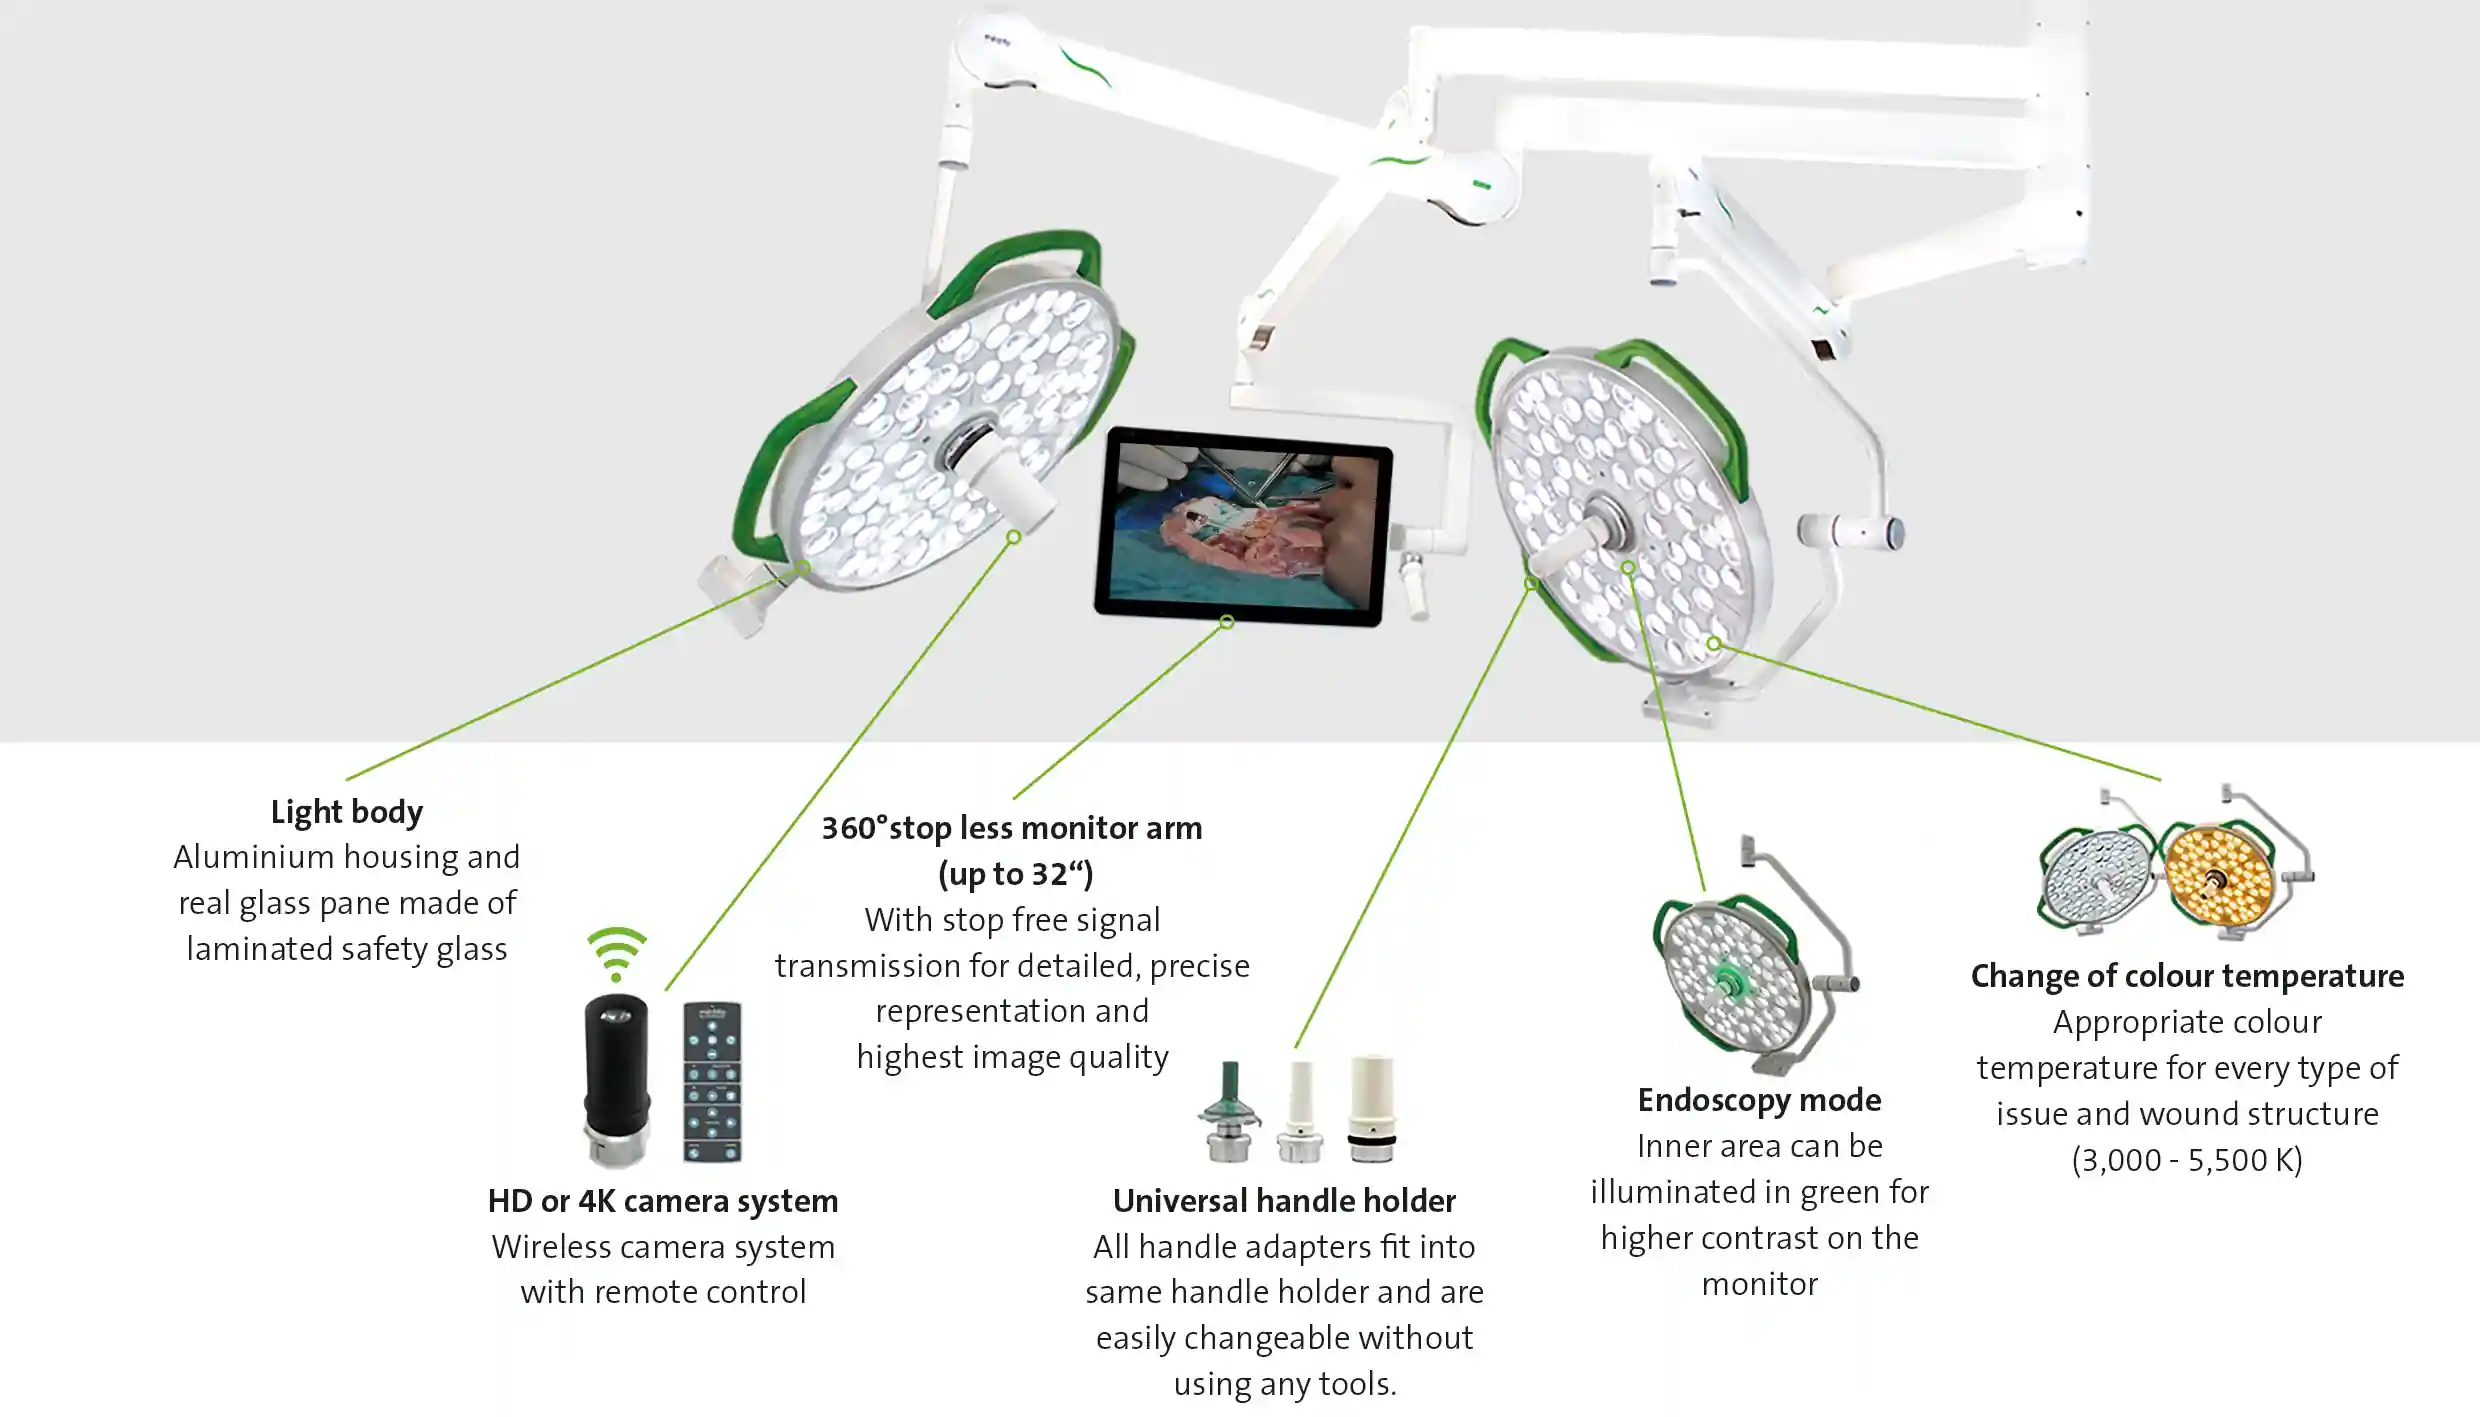 Light body
Aluminium housing and
real glass pane made of
laminated safety glass
HD or 4K camera system
Wireless camera system
with remote control
360°stop less monitor arm
(up to 32“)
With stop free signal
transmission for detailed, precise
representation and
highest image quality
Universal handle holder
All handle adapters fit into
same handle holder and are
easily changeable without
using any tools.
Endoscopy mode
Inner area can be
illuminated in green for
higher contrast on the
monitor
Change of colour temperature
Appropriate colour
temperature for every type of
issue and wound structure
(3,000 - 5,500 K)